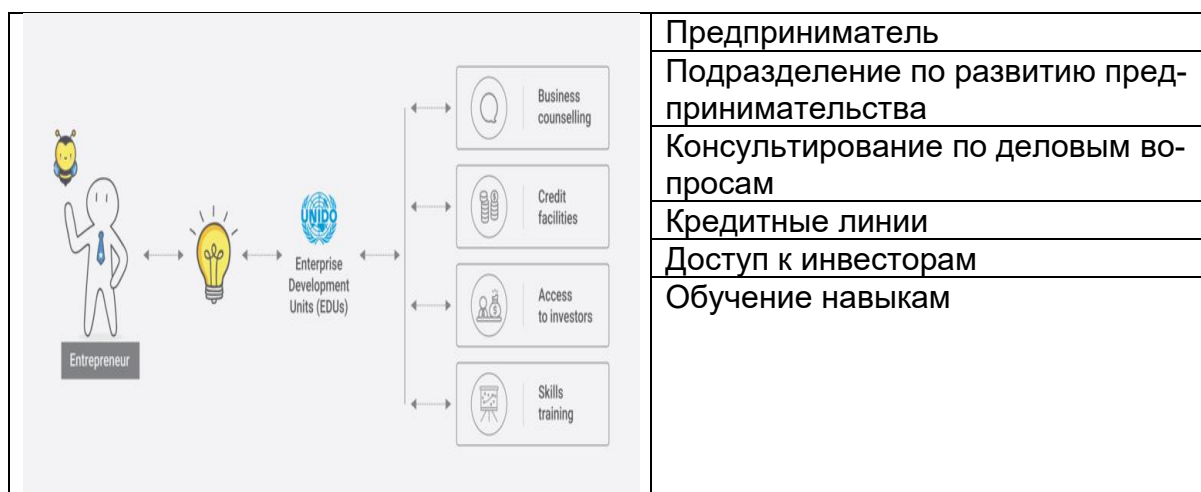 Business
counselling
Credit
facilities
UNIDO
Enterprise
Development
Units (EDUs)
Access
to investors
Entrepreneur
Skills
training
Предприниматель
Подразделение по развитию пред-
принимательства
Консультирование по деловым во-
просам
Кредитные линии
Доступ к инвесторам
Обучение навыкам